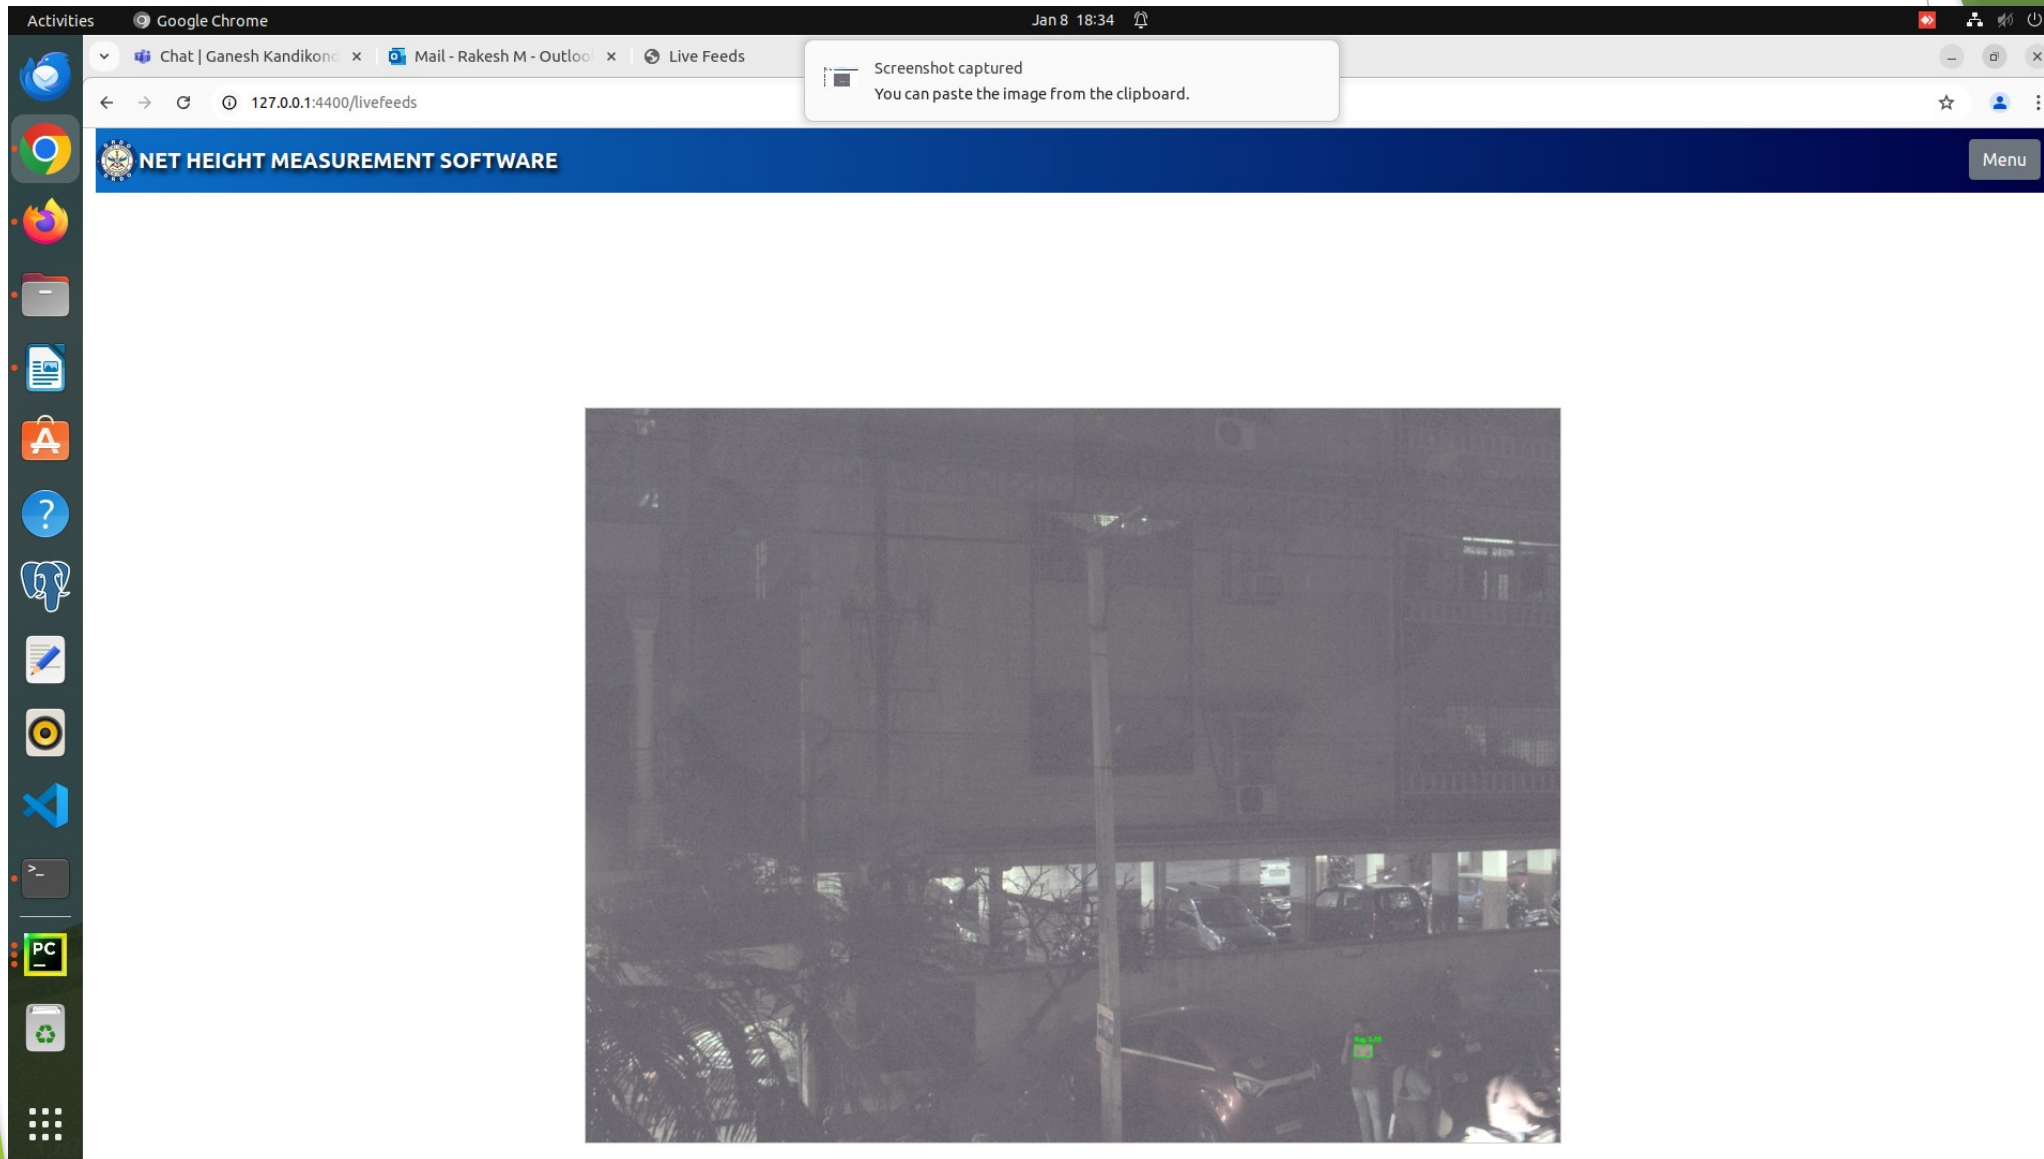 Activities
Google Chrome
Jan 8 18:34
Chat | Ganesh Kandikond
Mail - Rakesh M - Outloo
Live Feeds
Screenshot captured
You can paste the image from the clipboard.
127.0.0.1:4400/livefeeds
NET HEIGHT MEASUREMENT SOFTWARE
Menu
PC